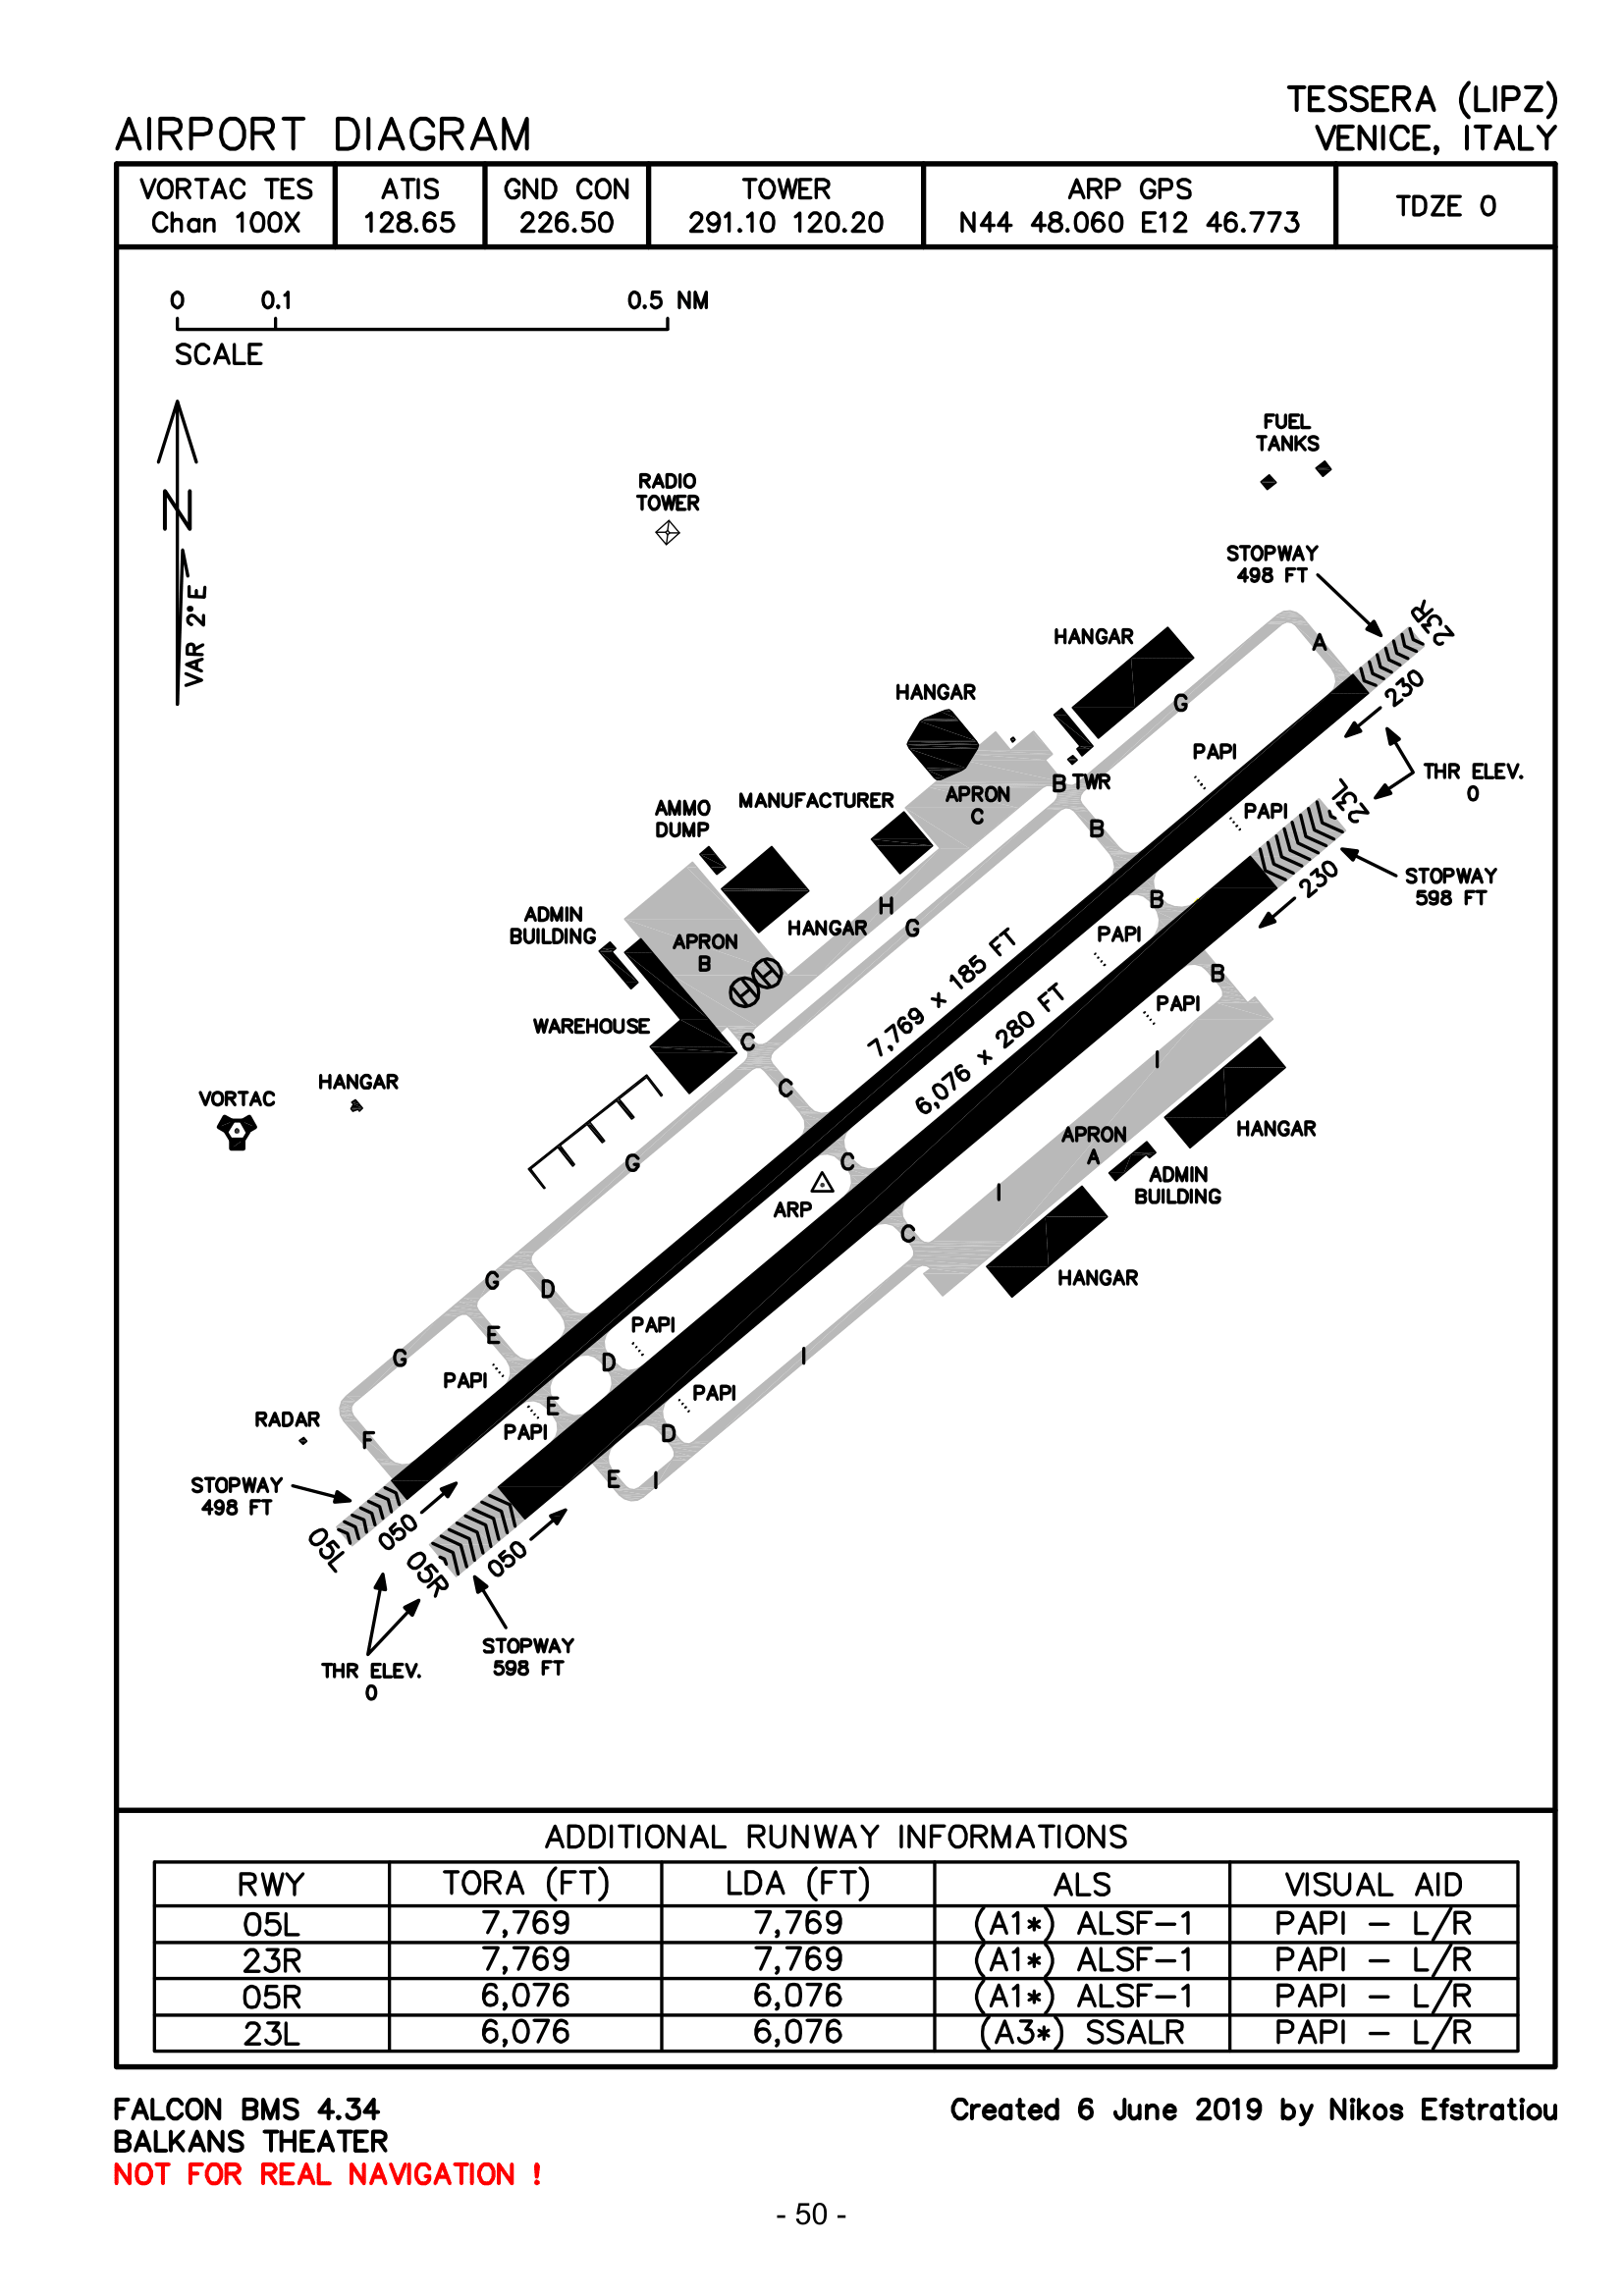 AIRPORT DIAGRAM
TESSERA (LIPZ)
VENICE, ITALY
VORTAC TES
Chan 100X
ATIS
128.65
GND CON
226.50
TOWER
291.10 120.20
ARP GPS
N44 48.060 E12 46.773
TDZE 0
0 0.1 0.5 NM
SCALE
N
VAR 2°E
FUEL
TANKS
RADIO
TOWER
STOPWAY
498 FT
23R
HANGAR
A
230
HANGAR
G
PAPI
THR ELEV.
0
B
TWR
APRON
C
MANUFACTURER
AMMO
DUMP
PAPI
23L
B
STOPWAY
598 FT
230
B
H
G
HANGAR
ADMIN
BUILDING
APRON
B
H
H
PAPI
B
7,769 x 185 FT
6,076 x 280 FT
PAPI
WAREHOUSE
C
C
I
HANGAR
VORTAC
HANGAR
APRON
A
G
C
ADMIN
BUILDING
I
ARP
C
HANGAR
G
D
PAPI
E
G
D
I
PAPI
PAPI
E
PAPI
RADAR
F
D
E
I
STOPWAY
498 FT
05L
050
05R
050
STOPWAY
598 FT
THR ELEV.
0
ADDITIONAL RUNWAY INFORMATIONS
RWY TORA (FT) LDA (FT) ALS VISUAL AID
05L 7,769 7,769 (A1*) ALSF-1 PAPI - L/R
23R 7,769 7,769 (A1*) ALSF-1 PAPI - L/R
05R 6,076 6,076 (A1*) ALSF-1 PAPI - L/R
23L 6,076 6,076 (A3*) SSALR PAPI - L/R
FALCON BMS 4.34
BALKANS THEATER
NOT FOR REAL NAVIGATION !
Created 6 June 2019 by Nikos Efstratiou
- 50 -